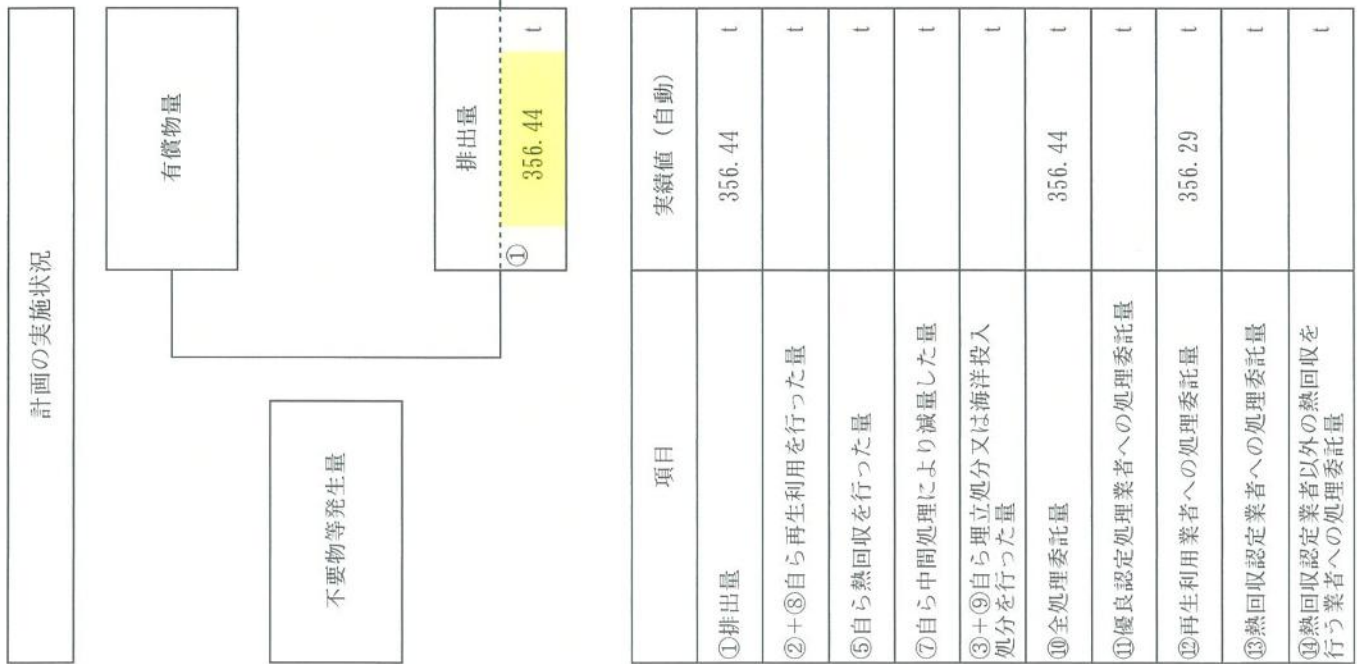 計画の実施状況
不要物等発生量
有償物量
排出量
① 356.44 t
項目 実績値（自動）
①排出量 356.44 t
②+⑧自ら再生利用を行った量 t
⑤自ら熱回収を行った量 t
⑦自ら中間処理により減量した量 t
③+⑨自ら埋立処分又は海洋投入
処分を行った量 t
⑩全処理委託量 356.44 t
⑪優良認定処理業者への処理委託量 t
⑫再生利用業者への処理委託量 356.29 t
⑬熱回収認定業者への処理委託量 t
⑭熱回収認定業者以外の熱回収を
行う業者への処理委託量 t